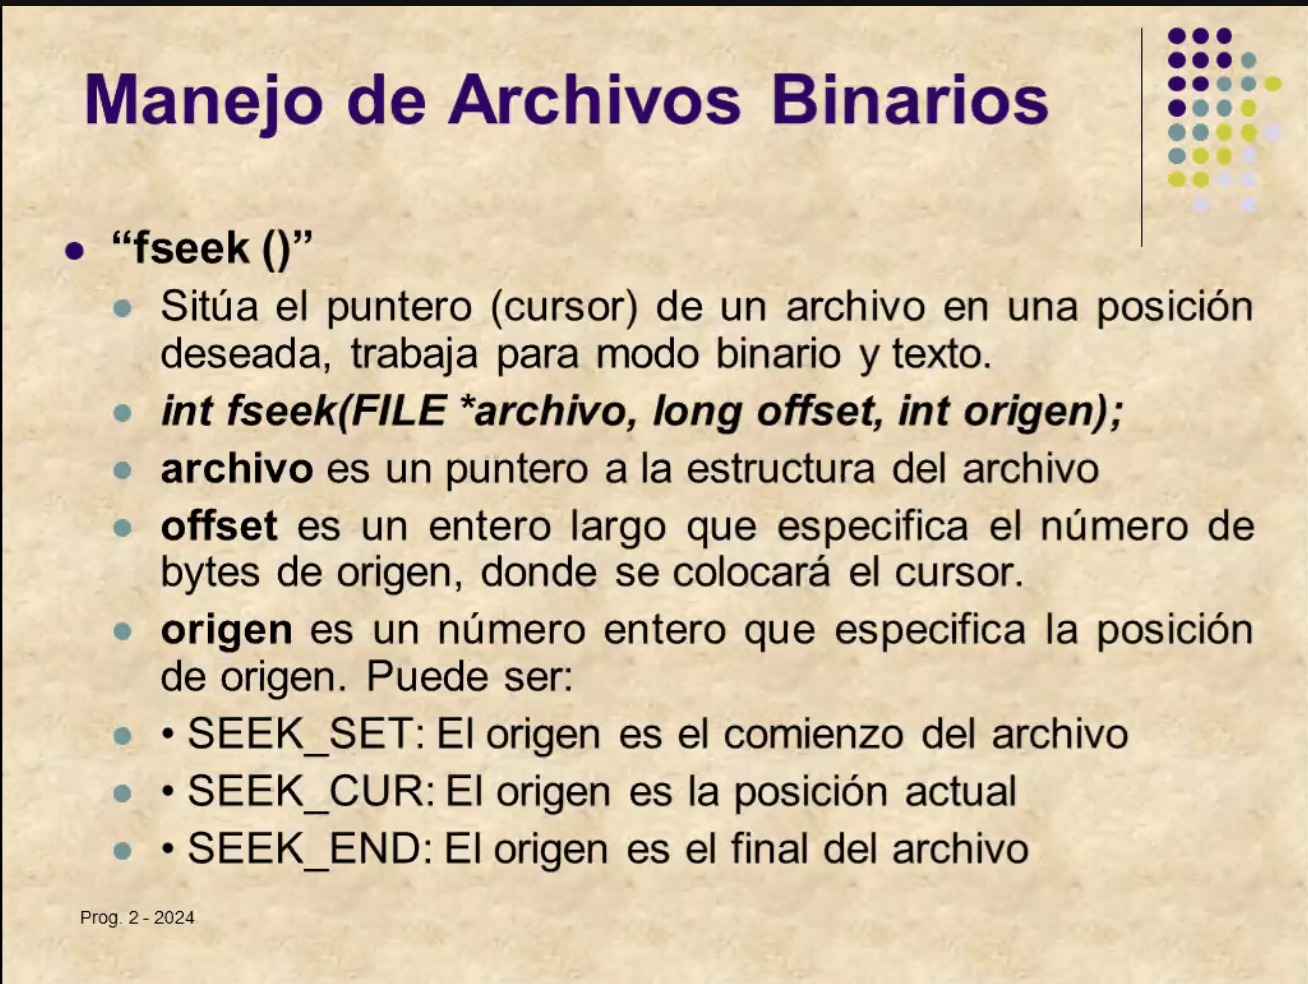 Manejo de Archivos Binarios
“fseek ()”
Sitúa el puntero (cursor) de un archivo en una posición
deseada, trabaja para modo binario y texto.
int fseek(FILE *archivo, long offset, int origen);
archivo es un puntero a la estructura del archivo
offset es un entero largo que especifica el número de
bytes de origen, donde se colocará el cursor.
origen es un número entero que especifica la posición
de origen. Puede ser:
• SEEK_SET: El origen es el comienzo del archivo
• SEEK_CUR: El origen es la posición actual
• SEEK_END: El origen es el final del archivo
Prog. 2 - 2024